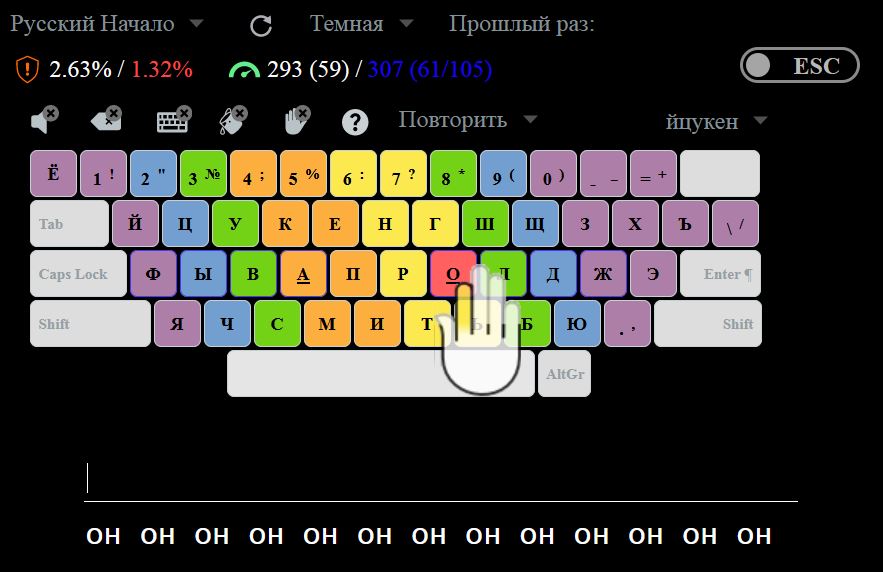 Русский Начало Темная Прошлый раз:
2.63% / 1.32% 293 (59) / 307 (61/105) ESC
? Повторить йцукен
Ё 1 ! 2 " 3 № 4 ; 5 % 6 : 7 ? 8 * 9 ( 0 ) - _ = +
Tab Й Ц У К Е Н Г Ш Щ З Х Ъ \ /
Caps Lock Ф Ы В А П Р О Л Д Ж Э Enter ¶
Shift Я Ч С М И Т Ь Б Ю . , Shift
AltGr
он он он он он он он он он он он он он